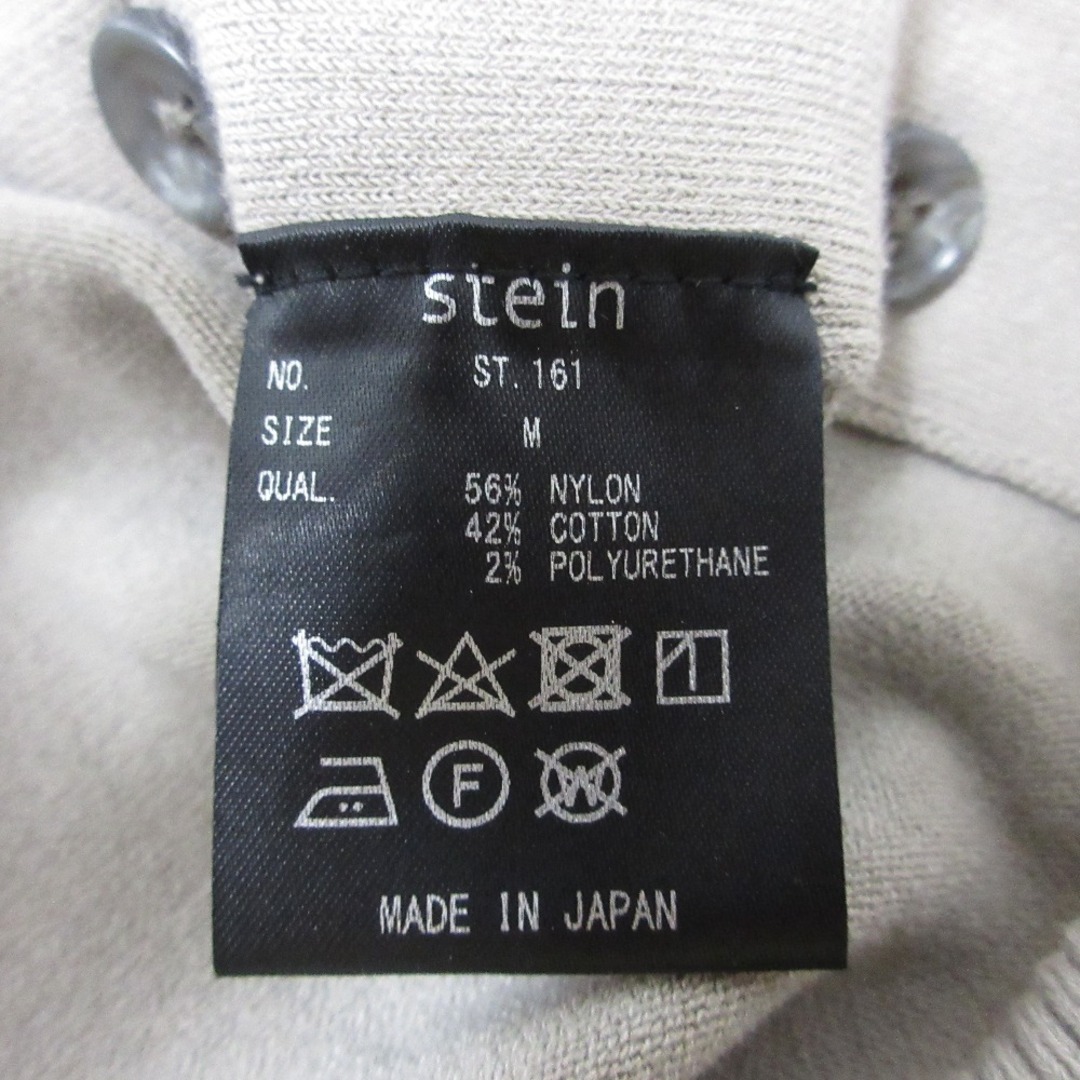 stein
NO. ST.161
SIZE M
QUAL. 56% NYLON
42% COTTON
2% POLYURETHANE
F W
MADE IN JAPAN